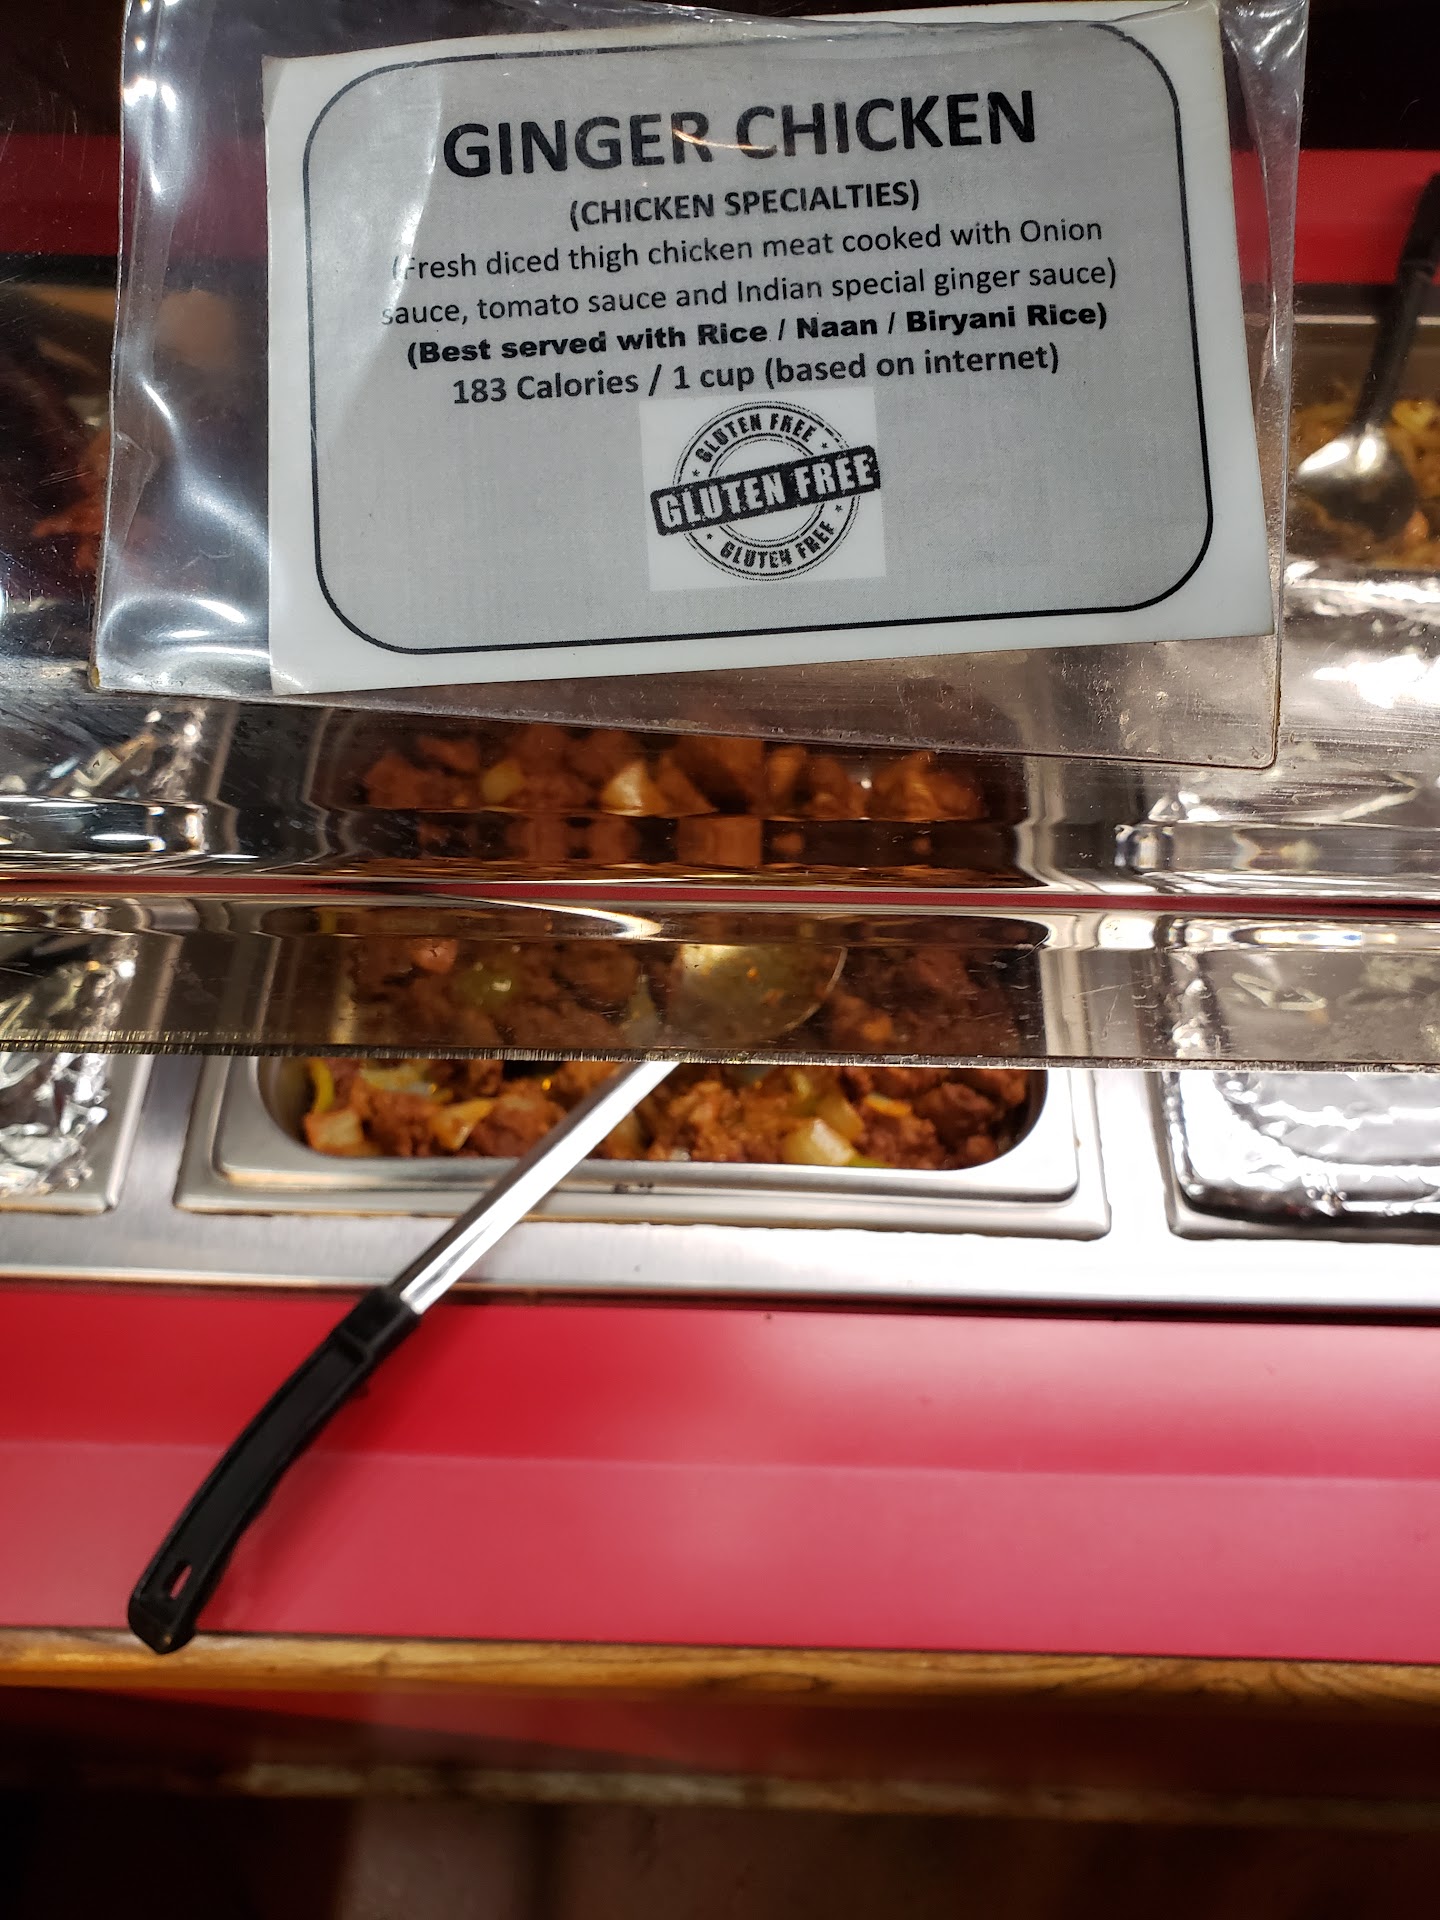 GINGER CHICKEN
(CHICKEN SPECIALTIES)
(Fresh diced thigh chicken meat cooked with Onion
sauce, tomato sauce and Indian special ginger sauce)
(Best served with Rice / Naan / Biryani Rice)
183 Calories / 1 cup (based on internet)
GLUTEN FREE
GLUTEN FREE
GLUTEN FREE